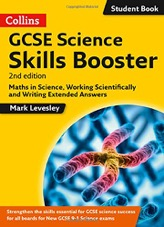 Student Book
Collins
GCSE Science
Skills Booster
2nd edition
Maths in Science, Working Scientifically
and Writing Extended Answers
Mark Levesley
Strengthen the skills essential for GCSE science success
for all boards for New GCSE 9-1 Science exams